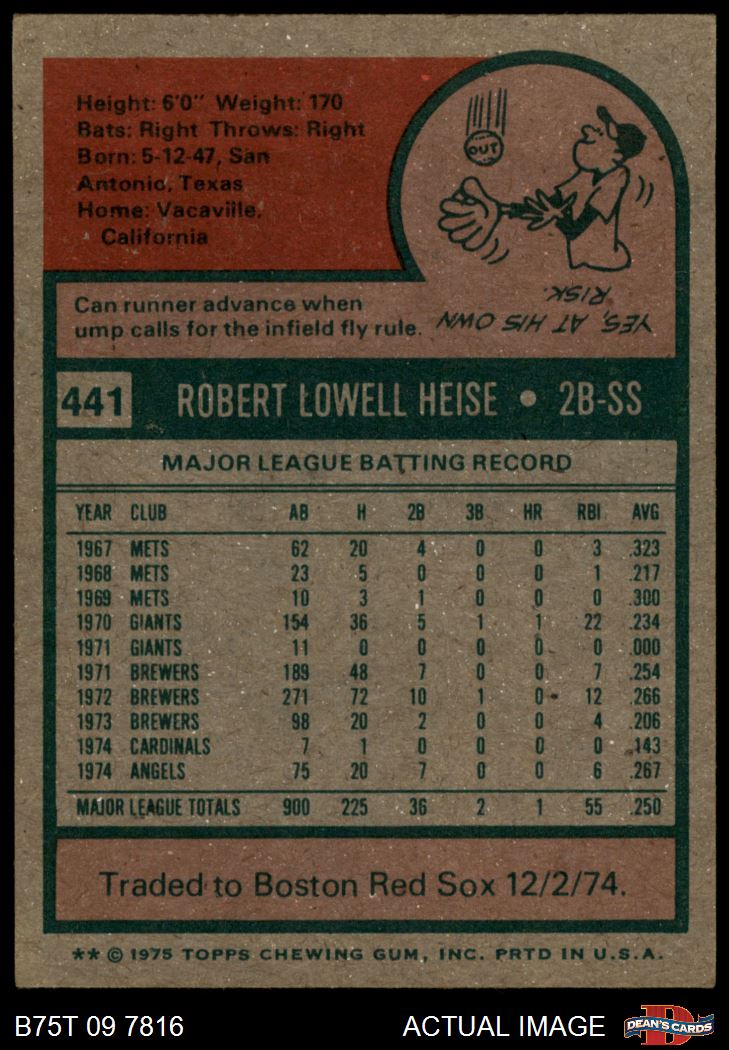 Height: 6'0" Weight: 170
Bats: Right Throws: Right
Born: 5-12-47, San
Antonio, Texas
Home: Vacaville,
California
OUT
Can runner advance when
ump calls for the infield fly rule.
YES, AT HIS OWN
RISK.
441 ROBERT LOWELL HEISE • 2B-SS
MAJOR LEAGUE BATTING RECORD
YEAR CLUB AB H 2B 3B HR RBI AVG
1967 METS 62 20 4 0 0 3 .323
1968 METS 23 5 0 0 0 1 .217
1969 METS 10 3 1 0 0 0 .300
1970 GIANTS 154 36 5 1 1 22 .234
1971 GIANTS 11 0 0 0 0 0 .000
1971 BREWERS 189 48 7 0 0 7 .254
1972 BREWERS 271 72 10 1 0 12 .266
1973 BREWERS 98 20 2 0 0 4 .206
1974 CARDINALS 7 1 0 0 0 0 .143
1974 ANGELS 75 20 7 0 0 6 .267
MAJOR LEAGUE TOTALS 900 225 36 2 1 55 .250
Traded to Boston Red Sox 12/2/74.
** © 1975 TOPPS CHEWING GUM, INC. PRTD IN U.S.A.
B75T 09 7816 ACTUAL IMAGE
D
DEAN'S CARDS